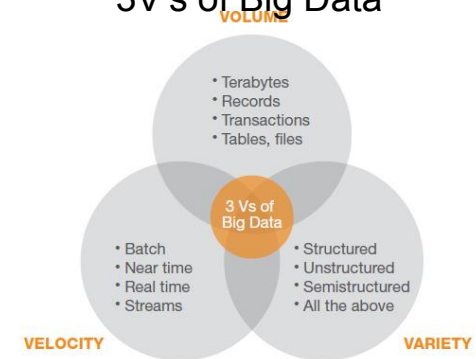 3V's of Big Data
VOLUME
• Terabytes
• Records
• Transactions
• Tables, files
3 Vs of
Big Data
• Batch
• Near time
• Real time
• Streams
• Structured
• Unstructured
• Semistructured
• All the above
VELOCITY
VARIETY